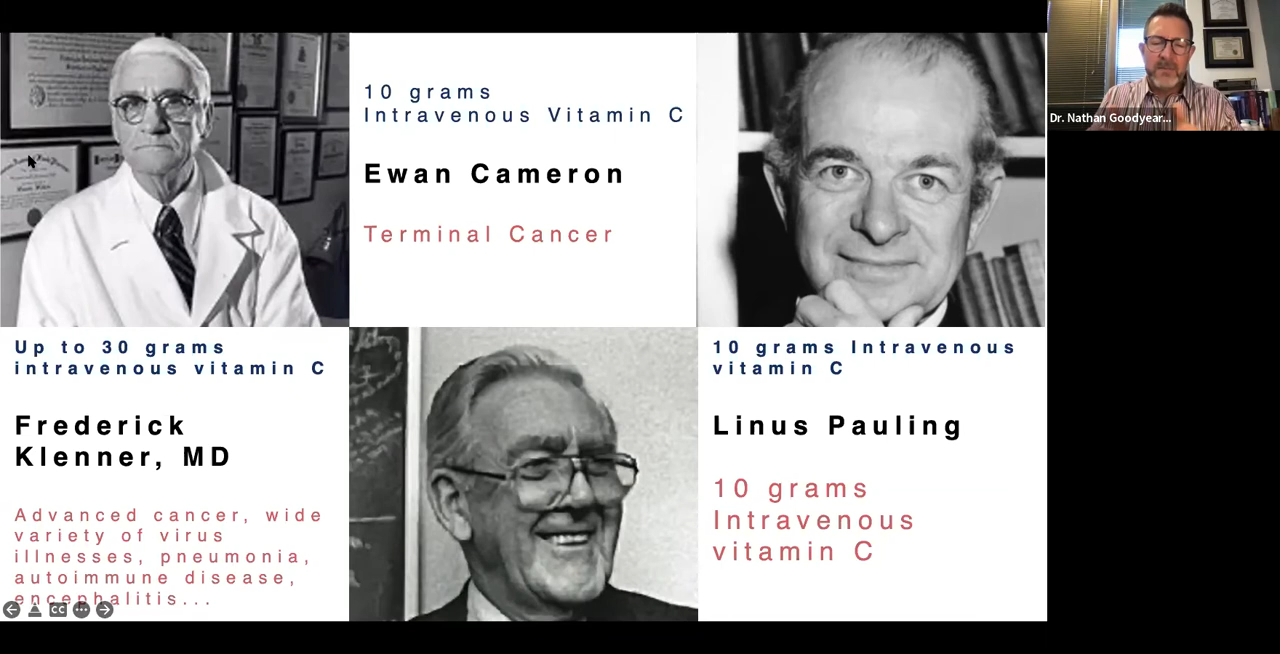 10 grams
Intravenous Vitamin C
Ewan Cameron
Terminal Cancer
Dr. Nathan Goodyear...
Up to 30 grams
intravenous vitamin C
Frederick
Klenner, MD
Advanced cancer, wide
variety of virus
illnesses, pneumonia,
autoimmune disease,
encephalitis...
CC
10 grams Intravenous
vitamin C
Linus Pauling
10 grams
Intravenous
vitamin C